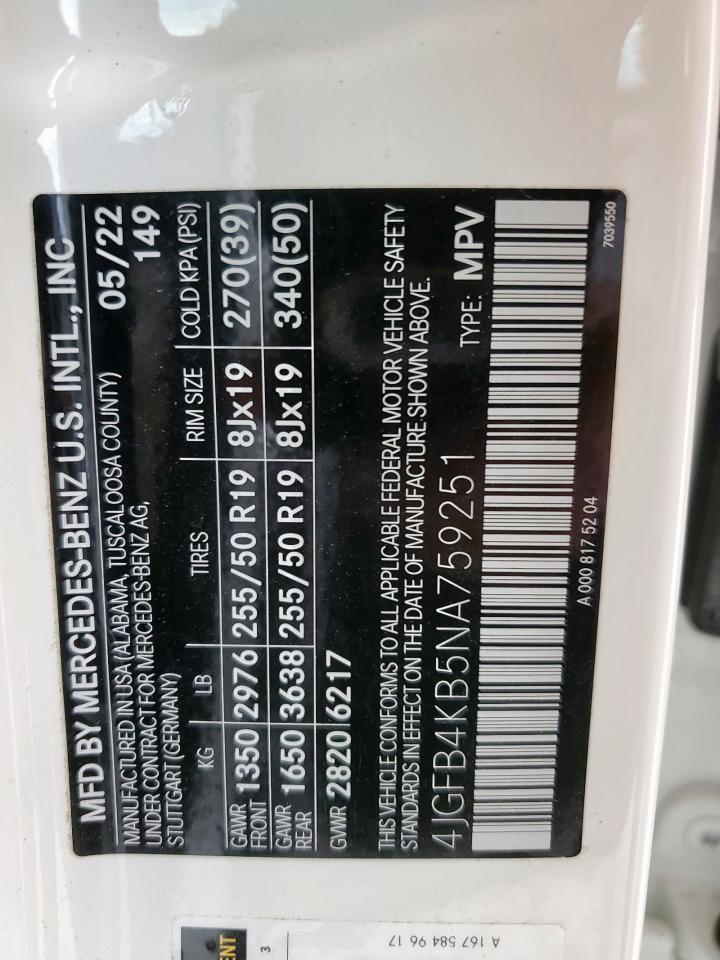 MFD BY MERCEDES-BENZ U.S. INTL., INC
MANUFACTURED IN USA (ALABAMA, TUSCALOOSA COUNTY) 05/22
UNDER CONTRACT FOR MERCEDES-BENZ AG, 149
STUTTGART (GERMANY)
KG LB TIRES RIM SIZE COLD KPA (PSI)
GAWR FRONT 1350 2976 255/50 R19 8Jx19 270(39)
GAWR REAR 1650 3638 255/50 R19 8Jx19 340(50)
GVWR 2820 6217
THIS VEHICLE CONFORMS TO ALL APPLICABLE FEDERAL MOTOR VEHICLE SAFETY
STANDARDS IN EFFECT ON THE DATE OF MANUFACTURE SHOWN ABOVE.
4JGFB4KB5NA759251 TYPE: MPV
A 000 817 52 04
7039550
ENT
3
A 167 584 96 17